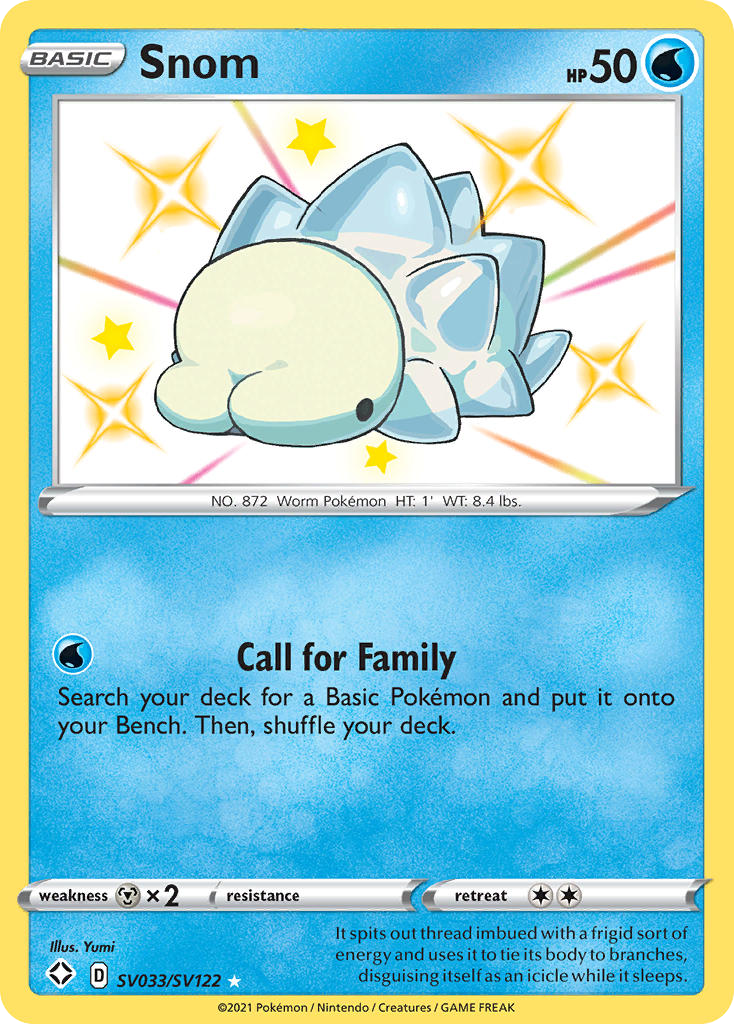 BASIC
Snom
HP 50
NO. 872 Worm Pokémon HT: 1' WT: 8.4 lbs.
Call for Family
Search your deck for a Basic Pokémon and put it onto
your Bench. Then, shuffle your deck.
weakness ×2 resistance retreat
It spits out thread imbued with a frigid sort of
energy and uses it to tie its body to branches,
disguising itself as an icicle while it sleeps.
Illus. Yumi
D SV033/SV122
©2021 Pokémon / Nintendo / Creatures / GAME FREAK